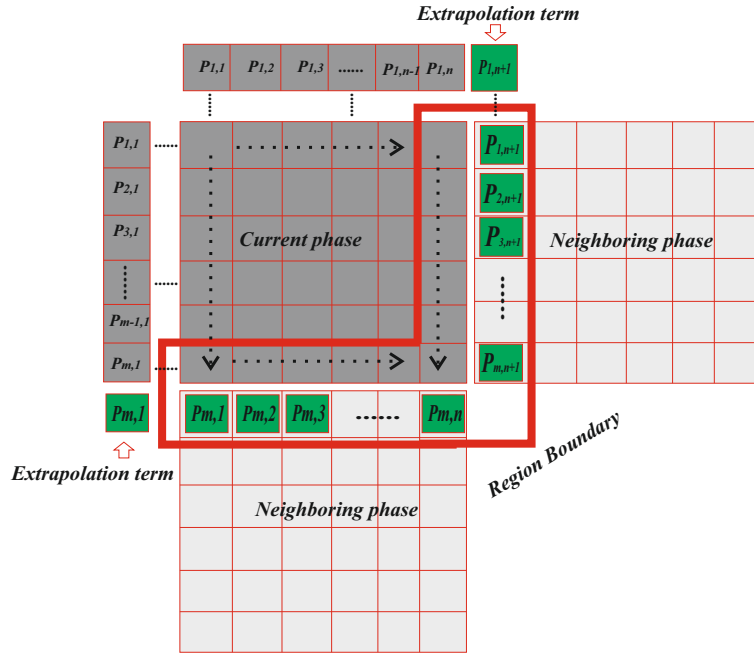 Extrapolation term
P1,1 P1,2 P1,3 ...... P1,n-1 P1,n P1,n+1
P1,1
P2,1
P3,1
Pm-1,1
Pm,1
Current phase
P1,n+1
P2,n+1
P3,n+1
Neighboring phase
Pm,n+1
Pm,1 Pm,1 Pm,2 Pm,3 ...... Pm,n
Extrapolation term
Region Boundary
Neighboring phase